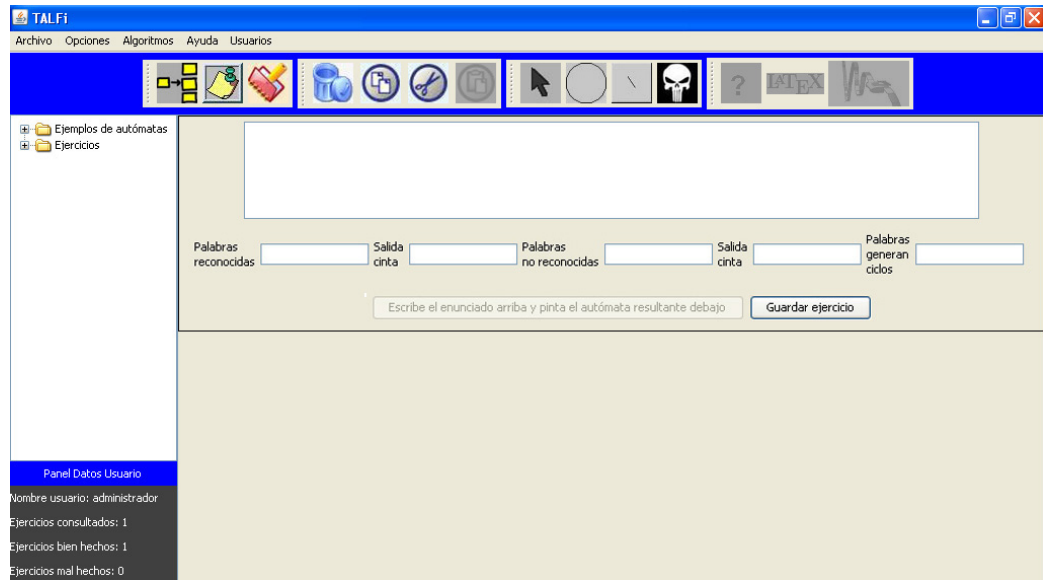 TALFi
Archivo Opciones Algoritmos Ayuda Usuarios
? LATEX
Ejemplos de autómatas
Ejercicios
Palabras
reconocidas
Salida
cinta
Palabras
no reconocidas
Salida
cinta
Palabras
generan
ciclos
Escribe el enunciado arriba y pinta el autómata resultante debajo
Guardar ejercicio
Panel Datos Usuario
Nombre usuario: administrador
Ejercicios consultados: 1
Ejercicios bien hechos: 1
Ejercicios mal hechos: 0